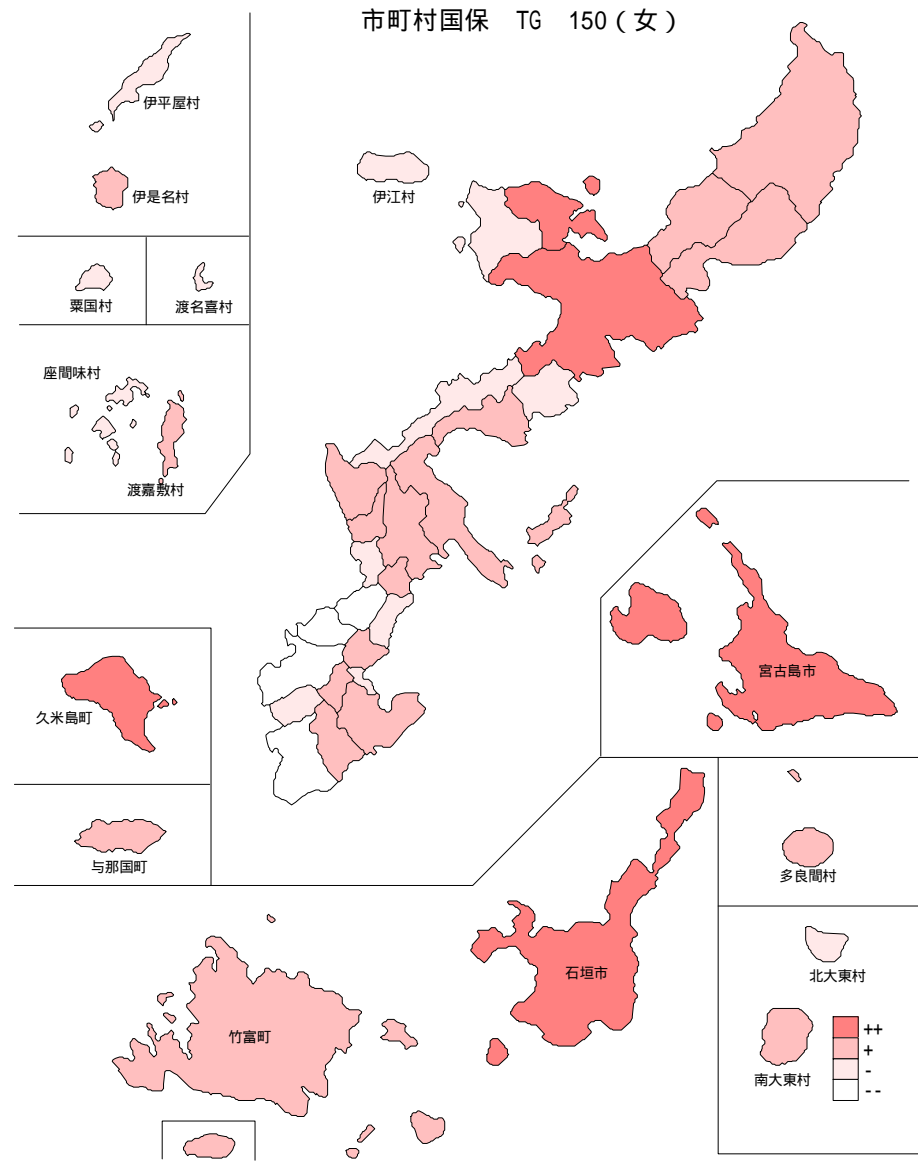 市町村国保 TG 150(女)
伊平屋村
伊是名村
伊江村
粟国村
渡名喜村
座間味村
渡嘉敷村
宮古島市
久米島町
与那国町
多良間村
北大東村
石垣市
竹富町
南大東村
++
+
-
--